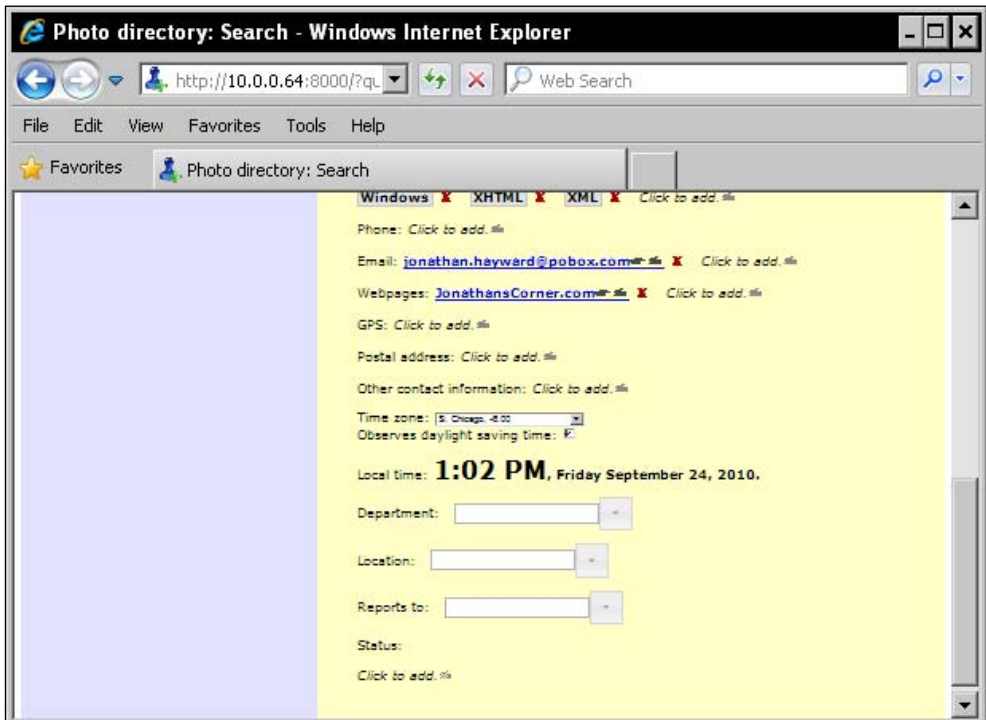 Photo directory: Search - Windows Internet Explorer
http://10.0.0.64:8000/?qu
Web Search
File Edit View Favorites Tools Help
Favorites Photo directory: Search
Windows X XHTML X XML X Click to add.
Phone: Click to add.
Email: jonathan.hayward@pobox.com X Click to add.
Webpages: JonathansCorner.com X Click to add.
GPS: Click to add.
Postal address: Click to add.
Other contact information: Click to add.
Time zone: S: Chicago, -6.00
Observes daylight saving time:
Local time: 1:02 PM, Friday September 24, 2010.
Department:
Location:
Reports to:
Status:
Click to add.